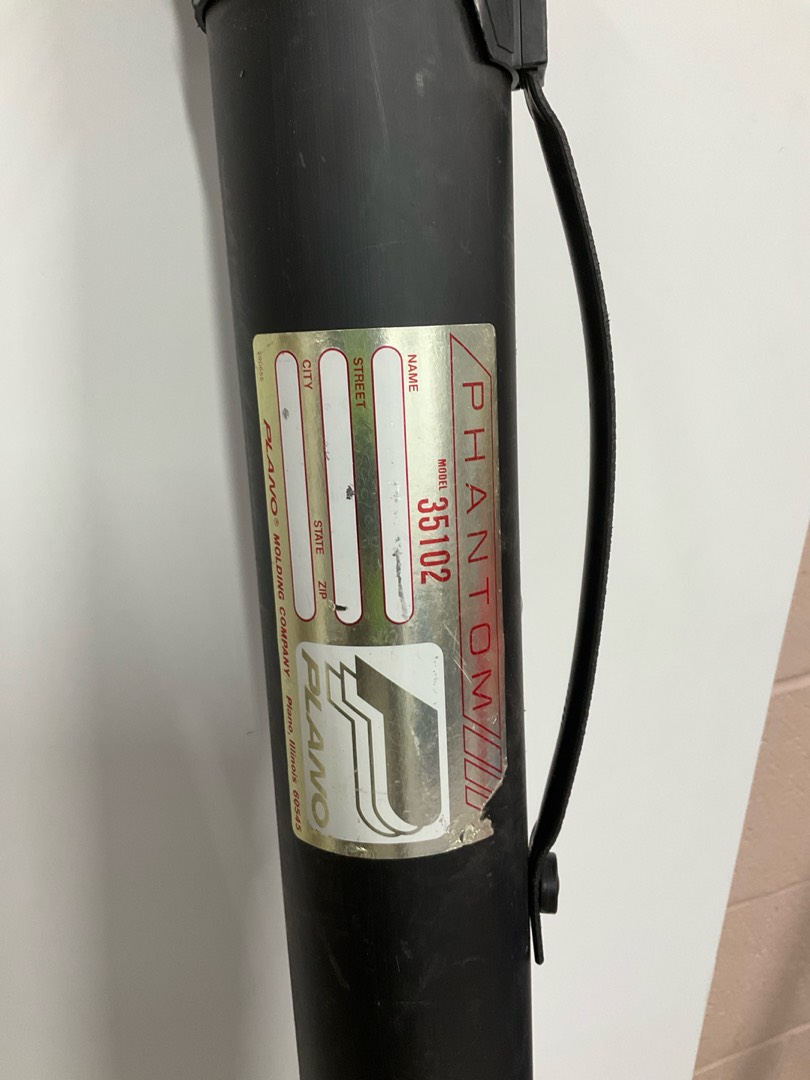 PHANTOM
MODEL 35102
NAME
STREET
CITY
STATE
ZIP
PLANO
PLANO® MOLDING COMPANY Plano, Illinois 60545